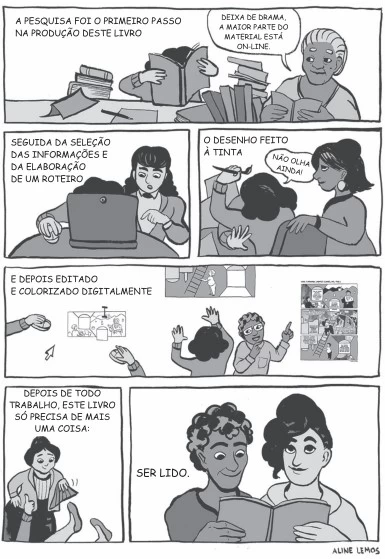 A PESQUISA FOI O PRIMEIRO PASSO
NA PRODUÇÃO DESTE LIVRO
DEIXA DE DRAMA,
A MAIOR PARTE DO
MATERIAL ESTÁ
ON-LINE.
SEGUIDA DA SELEÇÃO
DAS INFORMAÇÕES E
DA ELABORAÇÃO
DE UM ROTEIRO
O DESENHO FEITO
À TINTA
NÃO OLHA
AINDA!
E DEPOIS EDITADO
E COLORIZADO DIGITALMENTE
DEPOIS DE TODO
TRABALHO, ESTE LIVRO
SÓ PRECISA DE MAIS
UMA COISA:
SER LIDO.
ALINE LEMOS